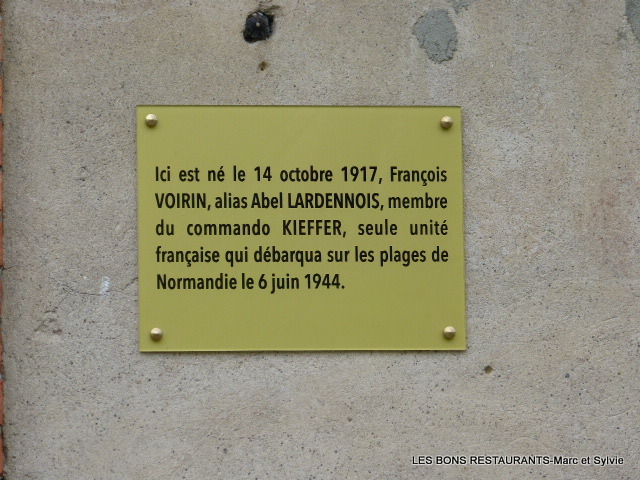 Ici est né le 14 octobre 1917, François
VOIRIN, alias Abel LARDENNOIS, membre
du commando KIEFFER, seule unité
française qui débarqua sur les plages de
Normandie le 6 juin 1944.
LES BONS RESTAURANTS-Marc et Sylvie